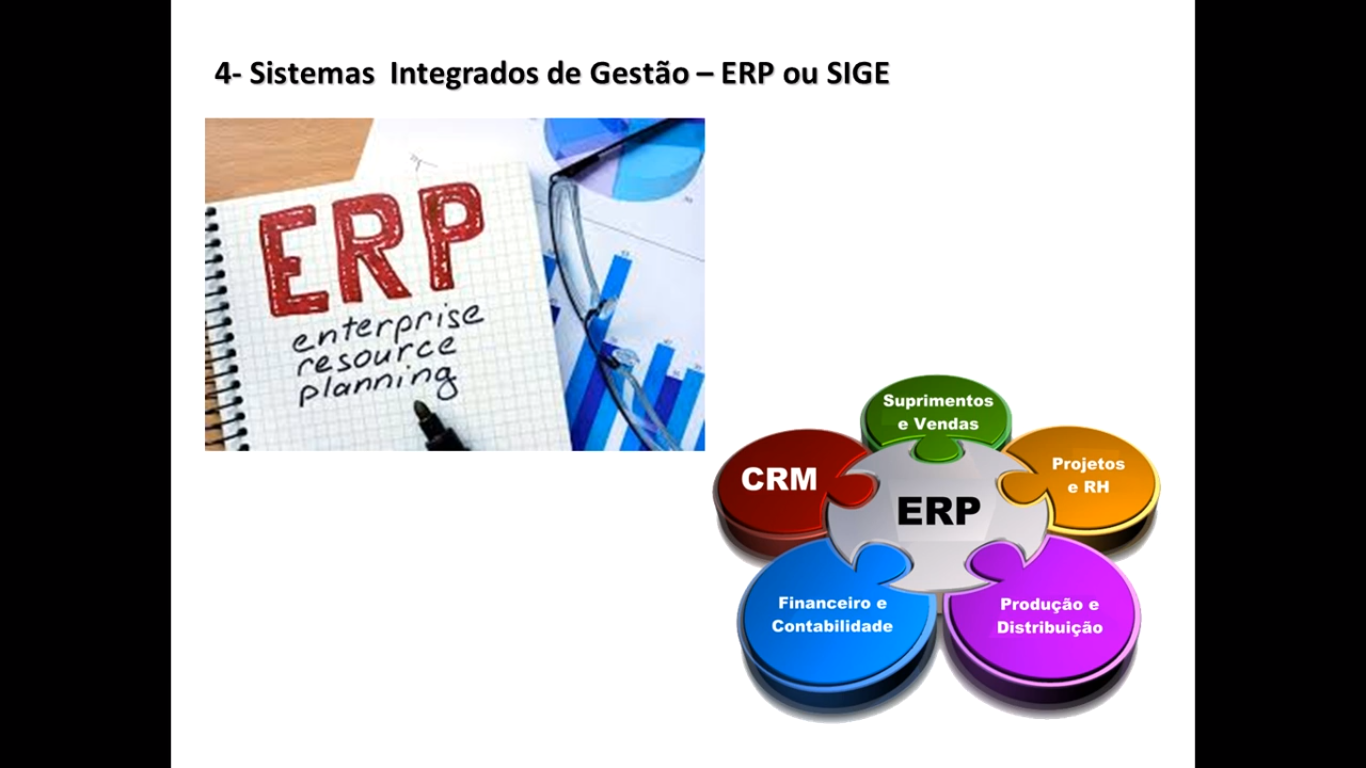 4- Sistemas  Integrados de Gestão – ERP ou SIGE
ERP
enterprise
resource
planning
Suprimentos
e Vendas
CRM
Projetos
e RH
ERP
Financeiro e
Contabilidade
Produção e
Distribuição